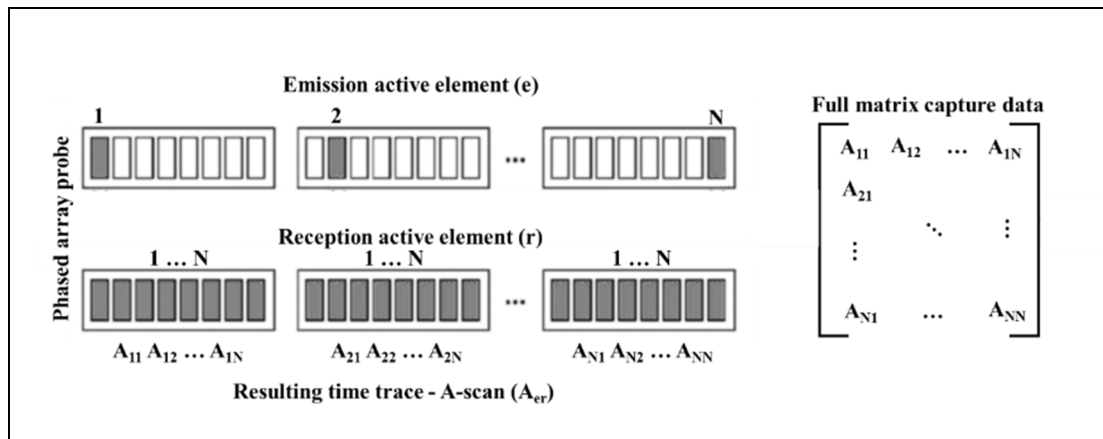 Emission active element (e)
1 2 N
...
Phased array probe
Reception active element (r)
1 … N 1 … N 1 … N
...
A11 A12 … A1N A21 A22 … A2N AN1 AN2 … ANN
Resulting time trace - A-scan (Aer)
Full matrix capture data
A11 A12 … A1N
A21
⋮ ⋱ ⋮
AN1 … ANN